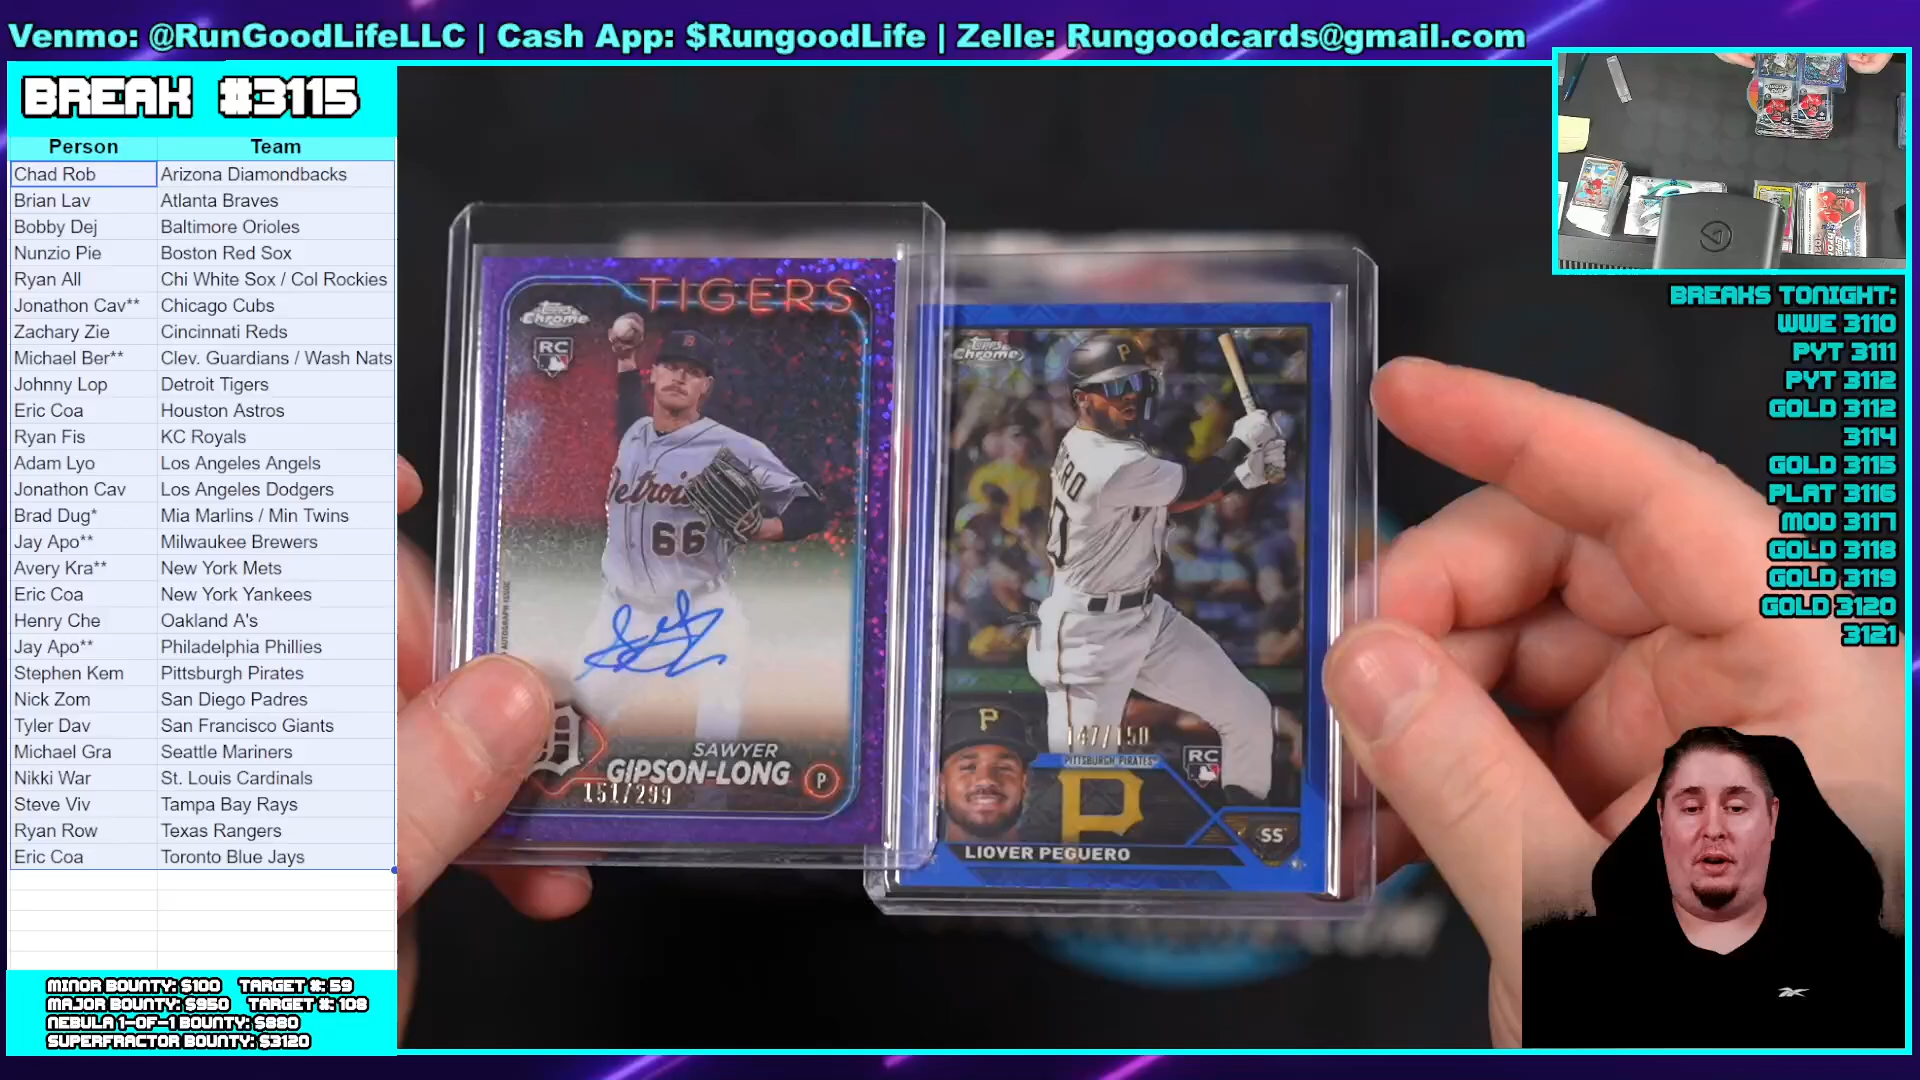 Venmo: @RunGoodLifeLLC | Cash App: $RungoodLife | Zelle: Rungoodcards@gmail.com
BREAK #3115
Person Team
Chad Rob Arizona Diamondbacks
Brian Lav Atlanta Braves
Bobby Dej Baltimore Orioles
Nunzio Pie Boston Red Sox
Ryan All Chi White Sox / Col Rockies
Jonathon Cav** Chicago Cubs
Zachary Zie Cincinnati Reds
Michael Ber** Clev. Guardians / Wash Nats
Johnny Lop Detroit Tigers
Eric Coa Houston Astros
Ryan Fis KC Royals
Adam Lyo Los Angeles Angels
Jonathon Cav Los Angeles Dodgers
Brad Dug* Mia Marlins / Min Twins
Jay Apo** Milwaukee Brewers
Avery Kra** New York Mets
Eric Coa New York Yankees
Henry Che Oakland A's
Jay Apo** Philadelphia Phillies
Stephen Kem Pittsburgh Pirates
Nick Zom San Diego Padres
Tyler Dav San Francisco Giants
Michael Gra Seattle Mariners
Nikki War St. Louis Cardinals
Steve Viv Tampa Bay Rays
Ryan Row Texas Rangers
Eric Coa Toronto Blue Jays
MINOR BOUNTY: $100 TARGET #: 59
MAJOR BOUNTY: $950 TARGET #: 108
NEBULA 1-OF-1 BOUNTY: $880
SUPERFRACTOR BOUNTY: $3120
TIGERS
Topps
Chrome
RC
Detroit
66
AUTOGRAPH ISSUE
SAWYER
GIPSON-LONG P
151/299
Topps
Chrome
P
ERO
147/150
PITTSBURGH PIRATES
RC
P
P
SS
LIOVER PEGUERO
BREAKS TONIGHT:
WWE 3110
PYT 3111
PYT 3112
GOLD 3112
3114
GOLD 3115
PLAT 3116
MOD 3117
GOLD 3118
GOLD 3119
GOLD 3120
3121